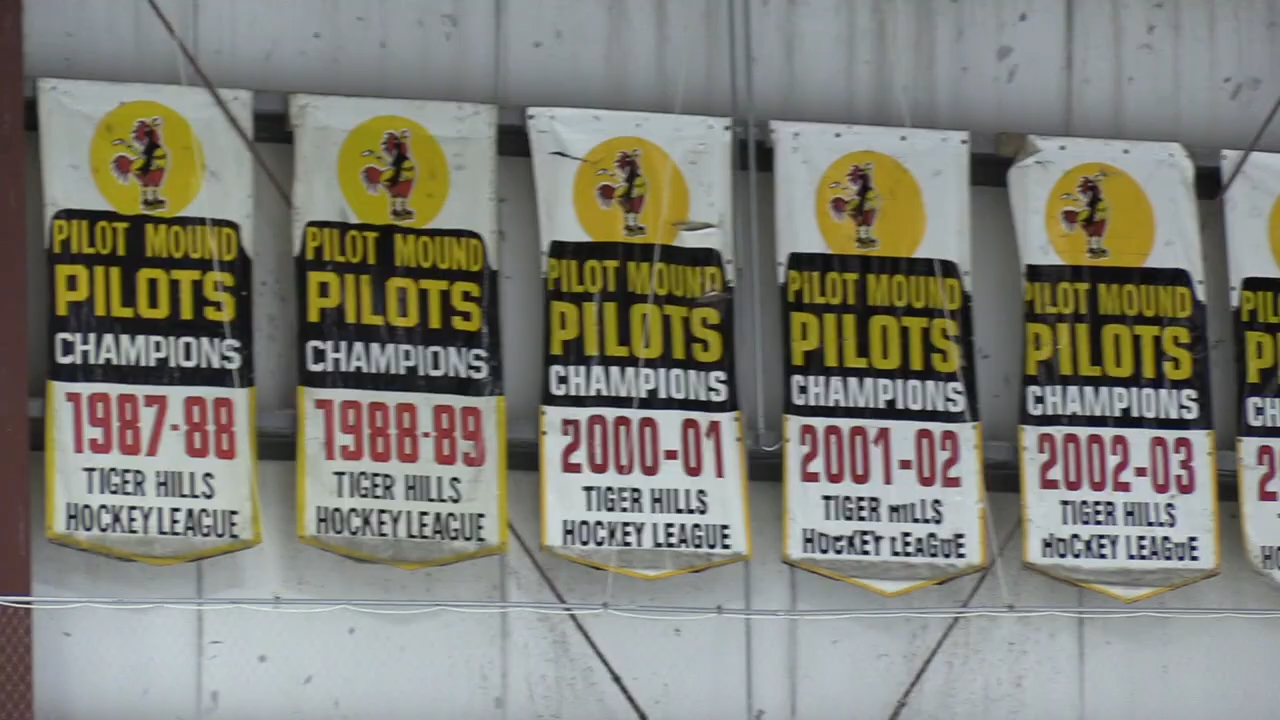 PILOT MOUND
PILOTS
CHAMPIONS
1987-88
TIGER HILLS
HOCKEY LEAGUE
PILOT MOUND
PILOTS
CHAMPIONS
1988-89
TIGER HILLS
HOCKEY LEAGUE
PILOT MOUND
PILOTS
CHAMPIONS
2000-01
TIGER HILLS
HOCKEY LEAGUE
PILOT MOUND
PILOTS
CHAMPIONS
2001-02
TIGER HILLS
HOCKEY LEAGUE
PILOT MOUND
PILOTS
CHAMPIONS
2002-03
TIGER HILLS
HOCKEY LEAGUE